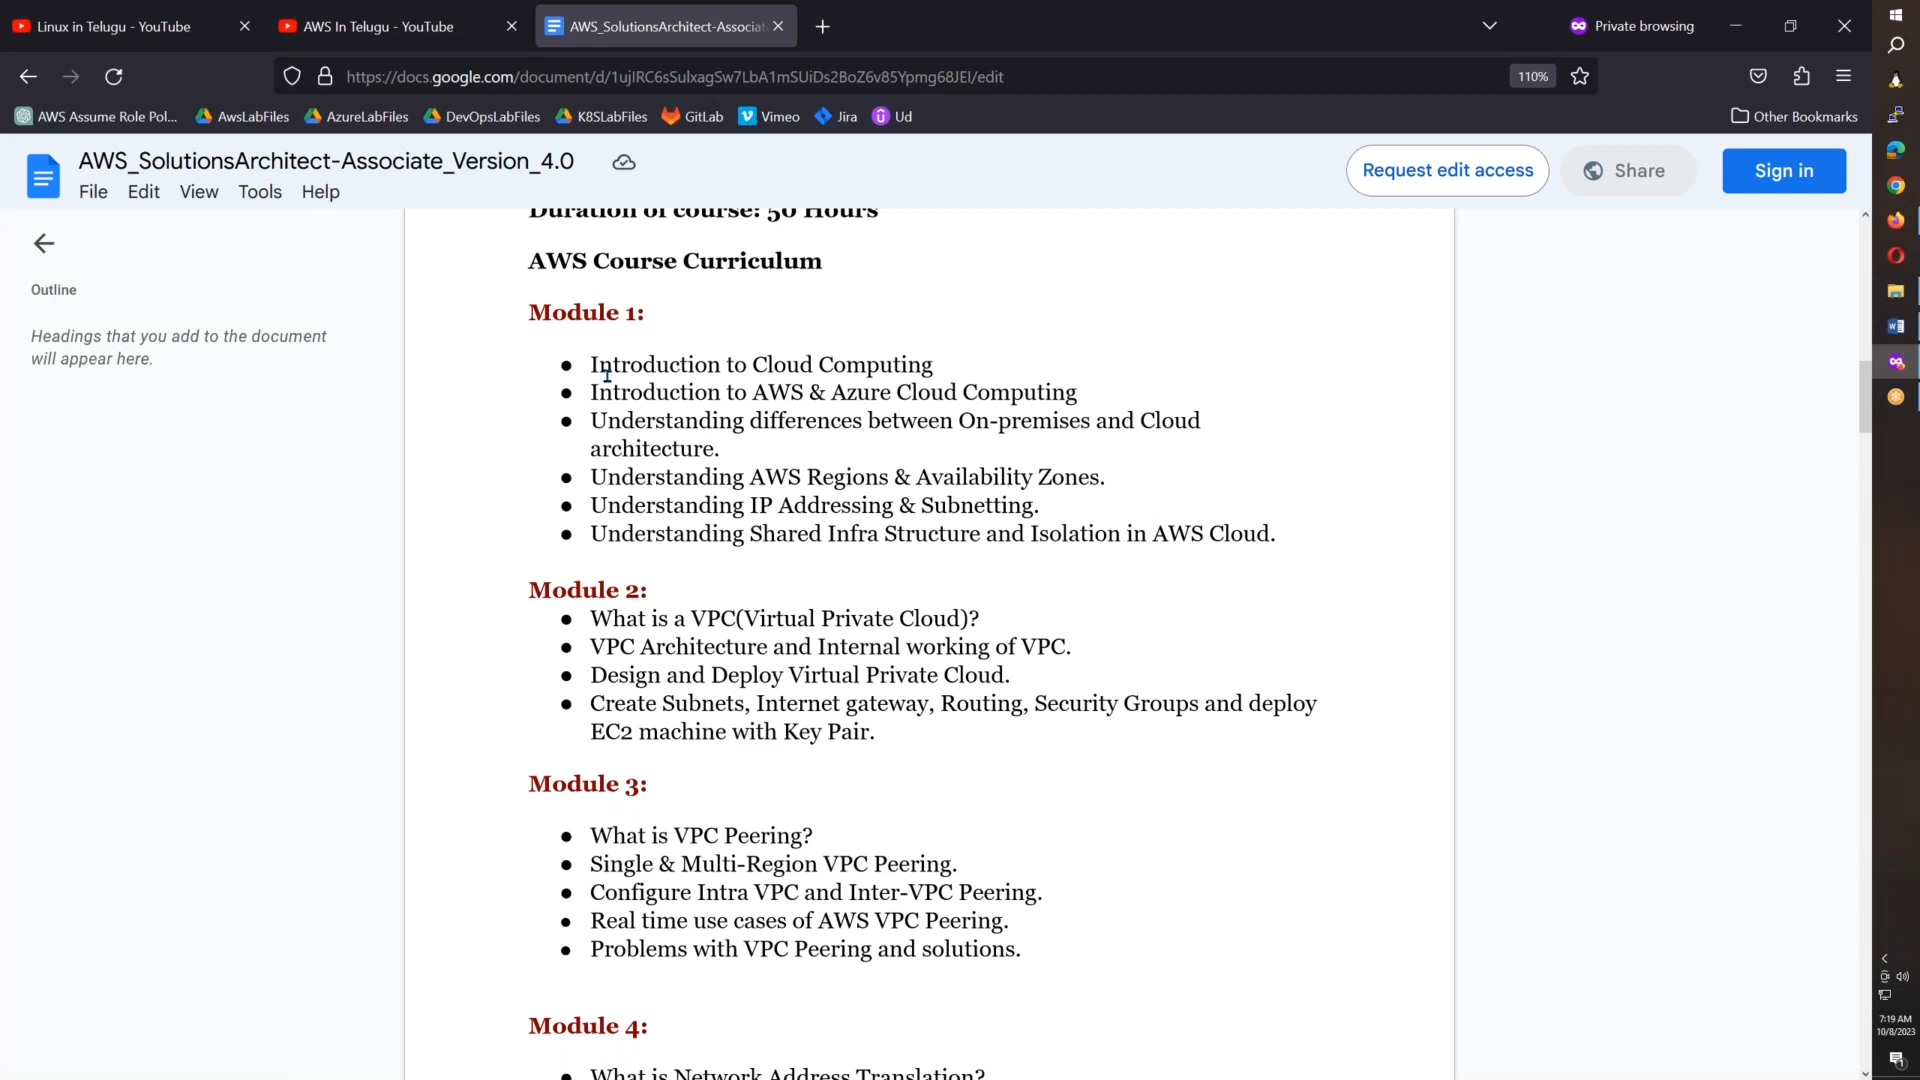 Linux in Telugu - YouTube
AWS In Telugu - YouTube
AWS_SolutionsArchitect-Associat
Private browsing
https://docs.google.com/document/d/1ujIRC6sSulxagSw7LbA1mSUiDs2BoZ6v85Ypmg68JEI/edit
110%
AWS Assume Role Pol...
AwsLabFiles
AzureLabFiles
DevOpsLabFiles
K8SLabFiles
GitLab
Vimeo
Jira
Ud
Other Bookmarks
AWS_SolutionsArchitect-Associate_Version_4.0
File Edit View Tools Help
Request edit access
Share
Sign in
Outline
Headings that you add to the document
will appear here.
Duration of course: 50 Hours
AWS Course Curriculum
Module 1:
● Introduction to Cloud Computing
● Introduction to AWS & Azure Cloud Computing
● Understanding differences between On-premises and Cloud
architecture.
● Understanding AWS Regions & Availability Zones.
● Understanding IP Addressing & Subnetting.
● Understanding Shared Infra Structure and Isolation in AWS Cloud.
Module 2:
● What is a VPC(Virtual Private Cloud)?
● VPC Architecture and Internal working of VPC.
● Design and Deploy Virtual Private Cloud.
● Create Subnets, Internet gateway, Routing, Security Groups and deploy
EC2 machine with Key Pair.
Module 3:
● What is VPC Peering?
● Single & Multi-Region VPC Peering.
● Configure Intra VPC and Inter-VPC Peering.
● Real time use cases of AWS VPC Peering.
● Problems with VPC Peering and solutions.
Module 4:
● What is Network Address Translation?
7:19 AM
10/8/2023